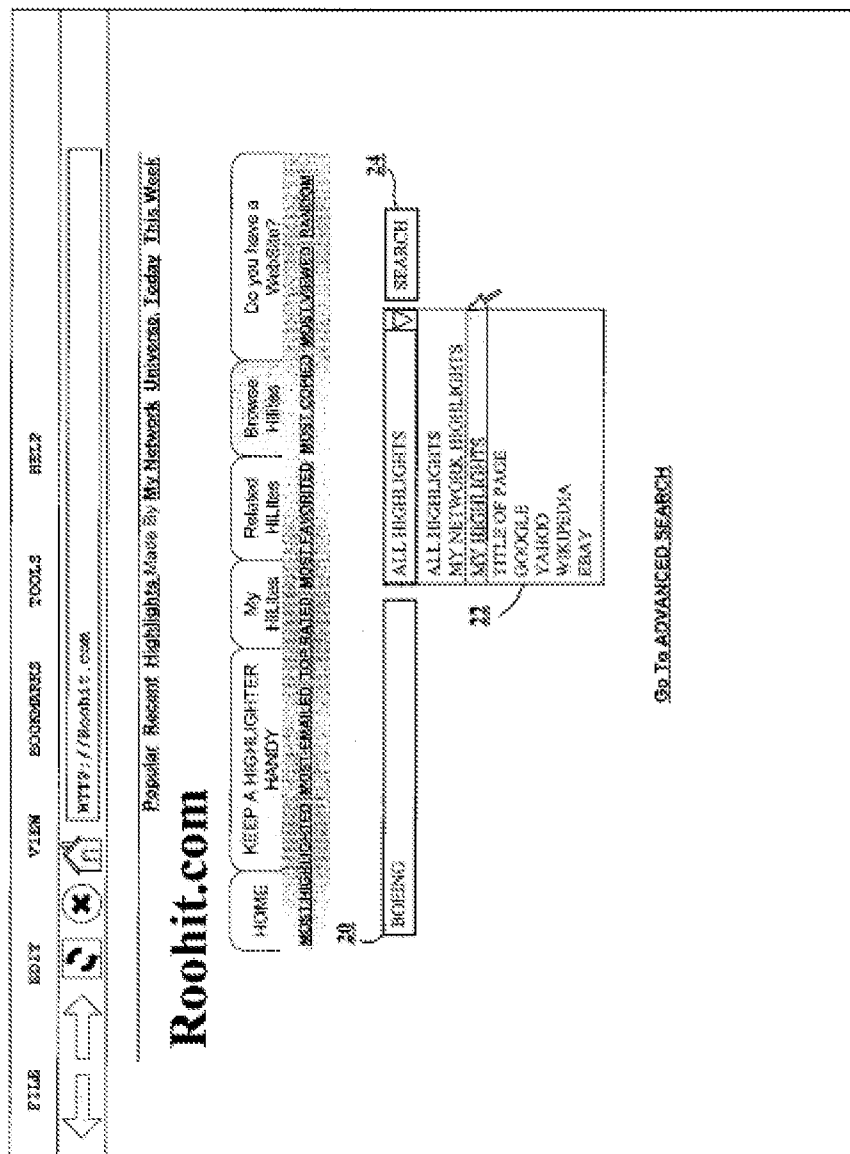 FILE EDIT VIEW BOOKMARKS TOOLS HELP
HTTP://Roohit.com
Popular Recent Highlights Made By My Network Universe Today This Week
Roohit.com
HOME
KEEP A HIGHLIGHTER
HANDY
My
HiLites
Related
HiLites
Browse
HiLites
Do you have a
WebSite?
MOST HIGHLIGHTED MOST EMAILED TOP RATED MOST FAVORITED MOST COPIED MOST VIEWED RANDOM
20
24
BOEING
ALL HIGHLIGHTS
SEARCH
ALL HIGHLIGHTS
MY NETWORK HIGHLIGHTS
MY HIGHLIGHTS
22
TITLE OF PAGE
GOOGLE
YAHOO
WIKIPEDIA
EBAY
Go To ADVANCED SEARCH